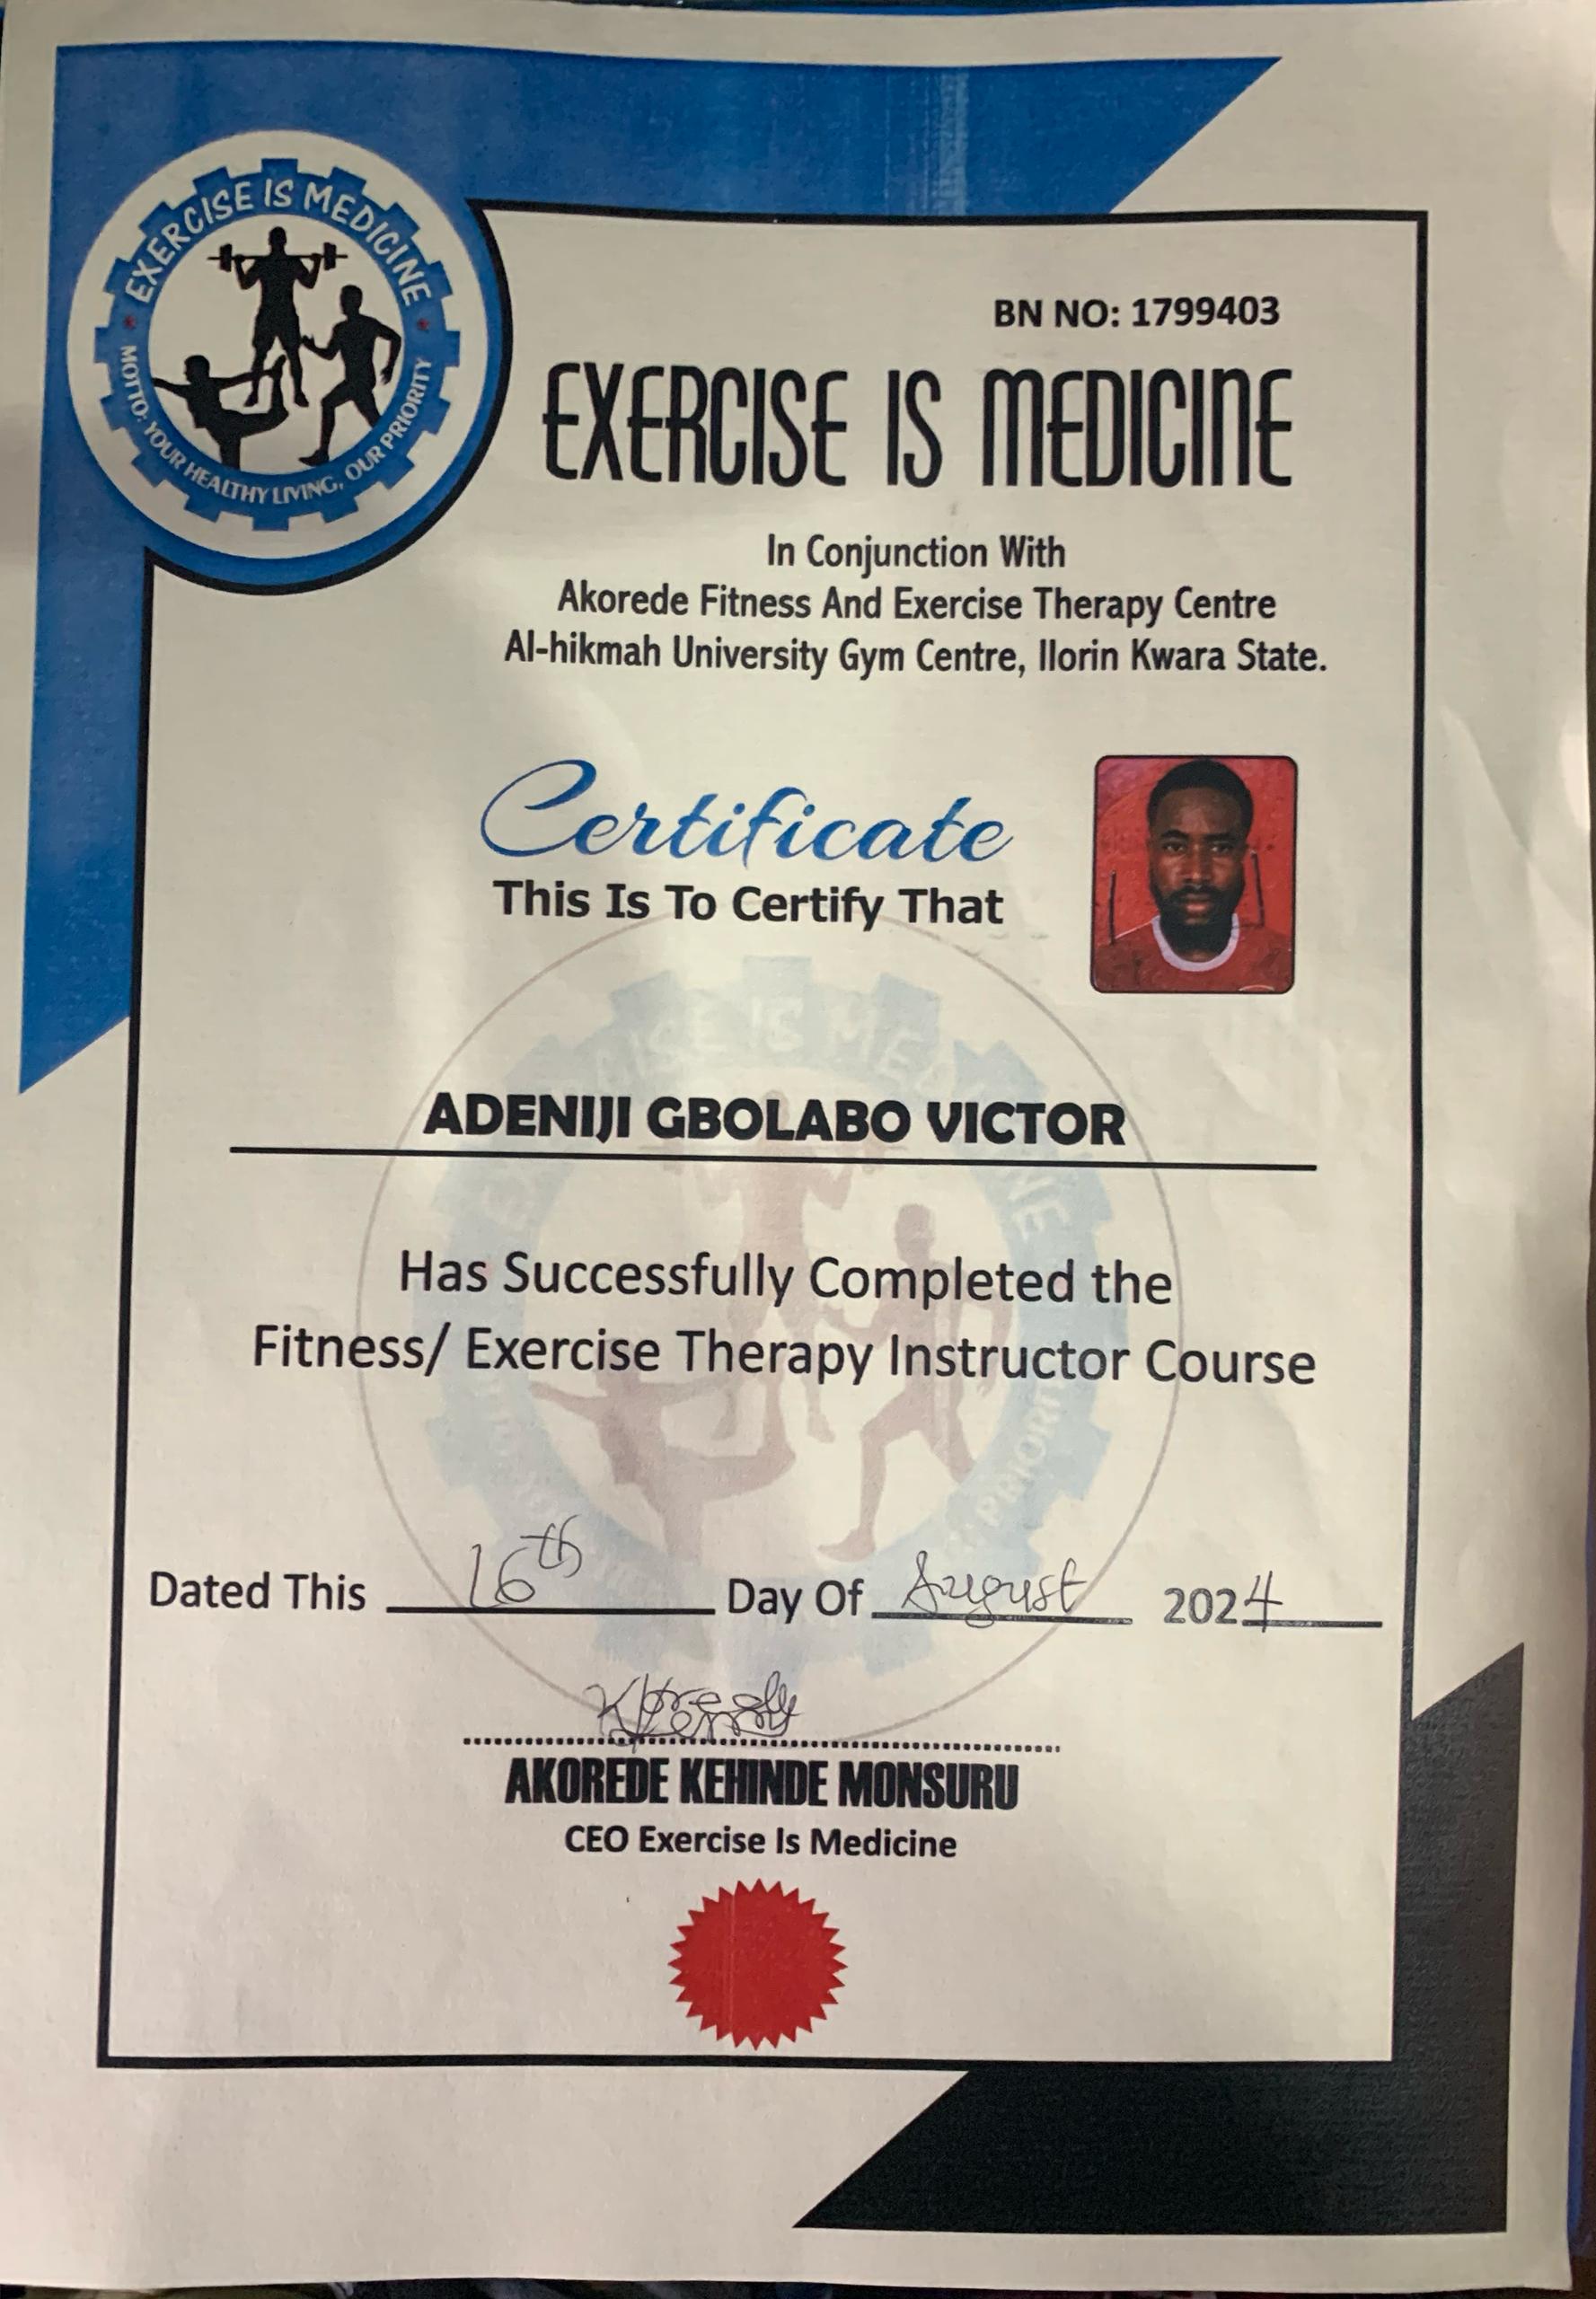 EXERCISE IS MEDICINE
MOTTO: YOUR HEALTHY LIVING, OUR PRIORITY
BN NO: 1799403
EXERCISE IS MEDICINE
In Conjunction With
Akorede Fitness And Exercise Therapy Centre
Al-hikmah University Gym Centre, Ilorin Kwara State.
Certificate
This Is To Certify That
ADENIJI GBOLABO VICTOR
Has Successfully Completed the
Fitness/ Exercise Therapy Instructor Course
Dated This 16th Day Of August 2024
AKOREDE KEHINDE MONSURU
CEO Exercise Is Medicine